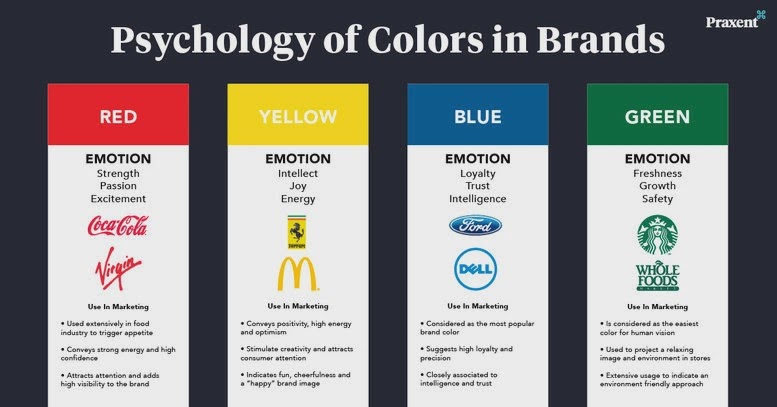 Praxent
Psychology of Colors in Brands
RED
EMOTION
Strength
Passion
Excitement
Coca-Cola
Virgin
Use In Marketing
• Used extensively in food
industry to trigger appetite
• Conveys strong energy and high
confidence
• Attracts attention and adds
high visibility to the brand
YELLOW
EMOTION
Intellect
Joy
Energy
Ferrari
M
Use In Marketing
• Conveys positivity, high energy
and optimism
• Stimulate creativity and attracts
consumer attention
• Indicates fun, cheerfulness and
a "happy" brand image
BLUE
EMOTION
Loyalty
Trust
Intelligence
Ford
DELL
Use In Marketing
• Considered as the most popular
brand color
• Suggests high loyalty and
precision
• Closely associated to
intelligence and trust
GREEN
EMOTION
Freshness
Growth
Safety
WHOLE
FOODS
MARKET
Use In Marketing
• Is considered as the easiest
color for human vision
• Used to project a relaxing
image and environment in stores
• Extensive usage to indicate an
environment friendly approach